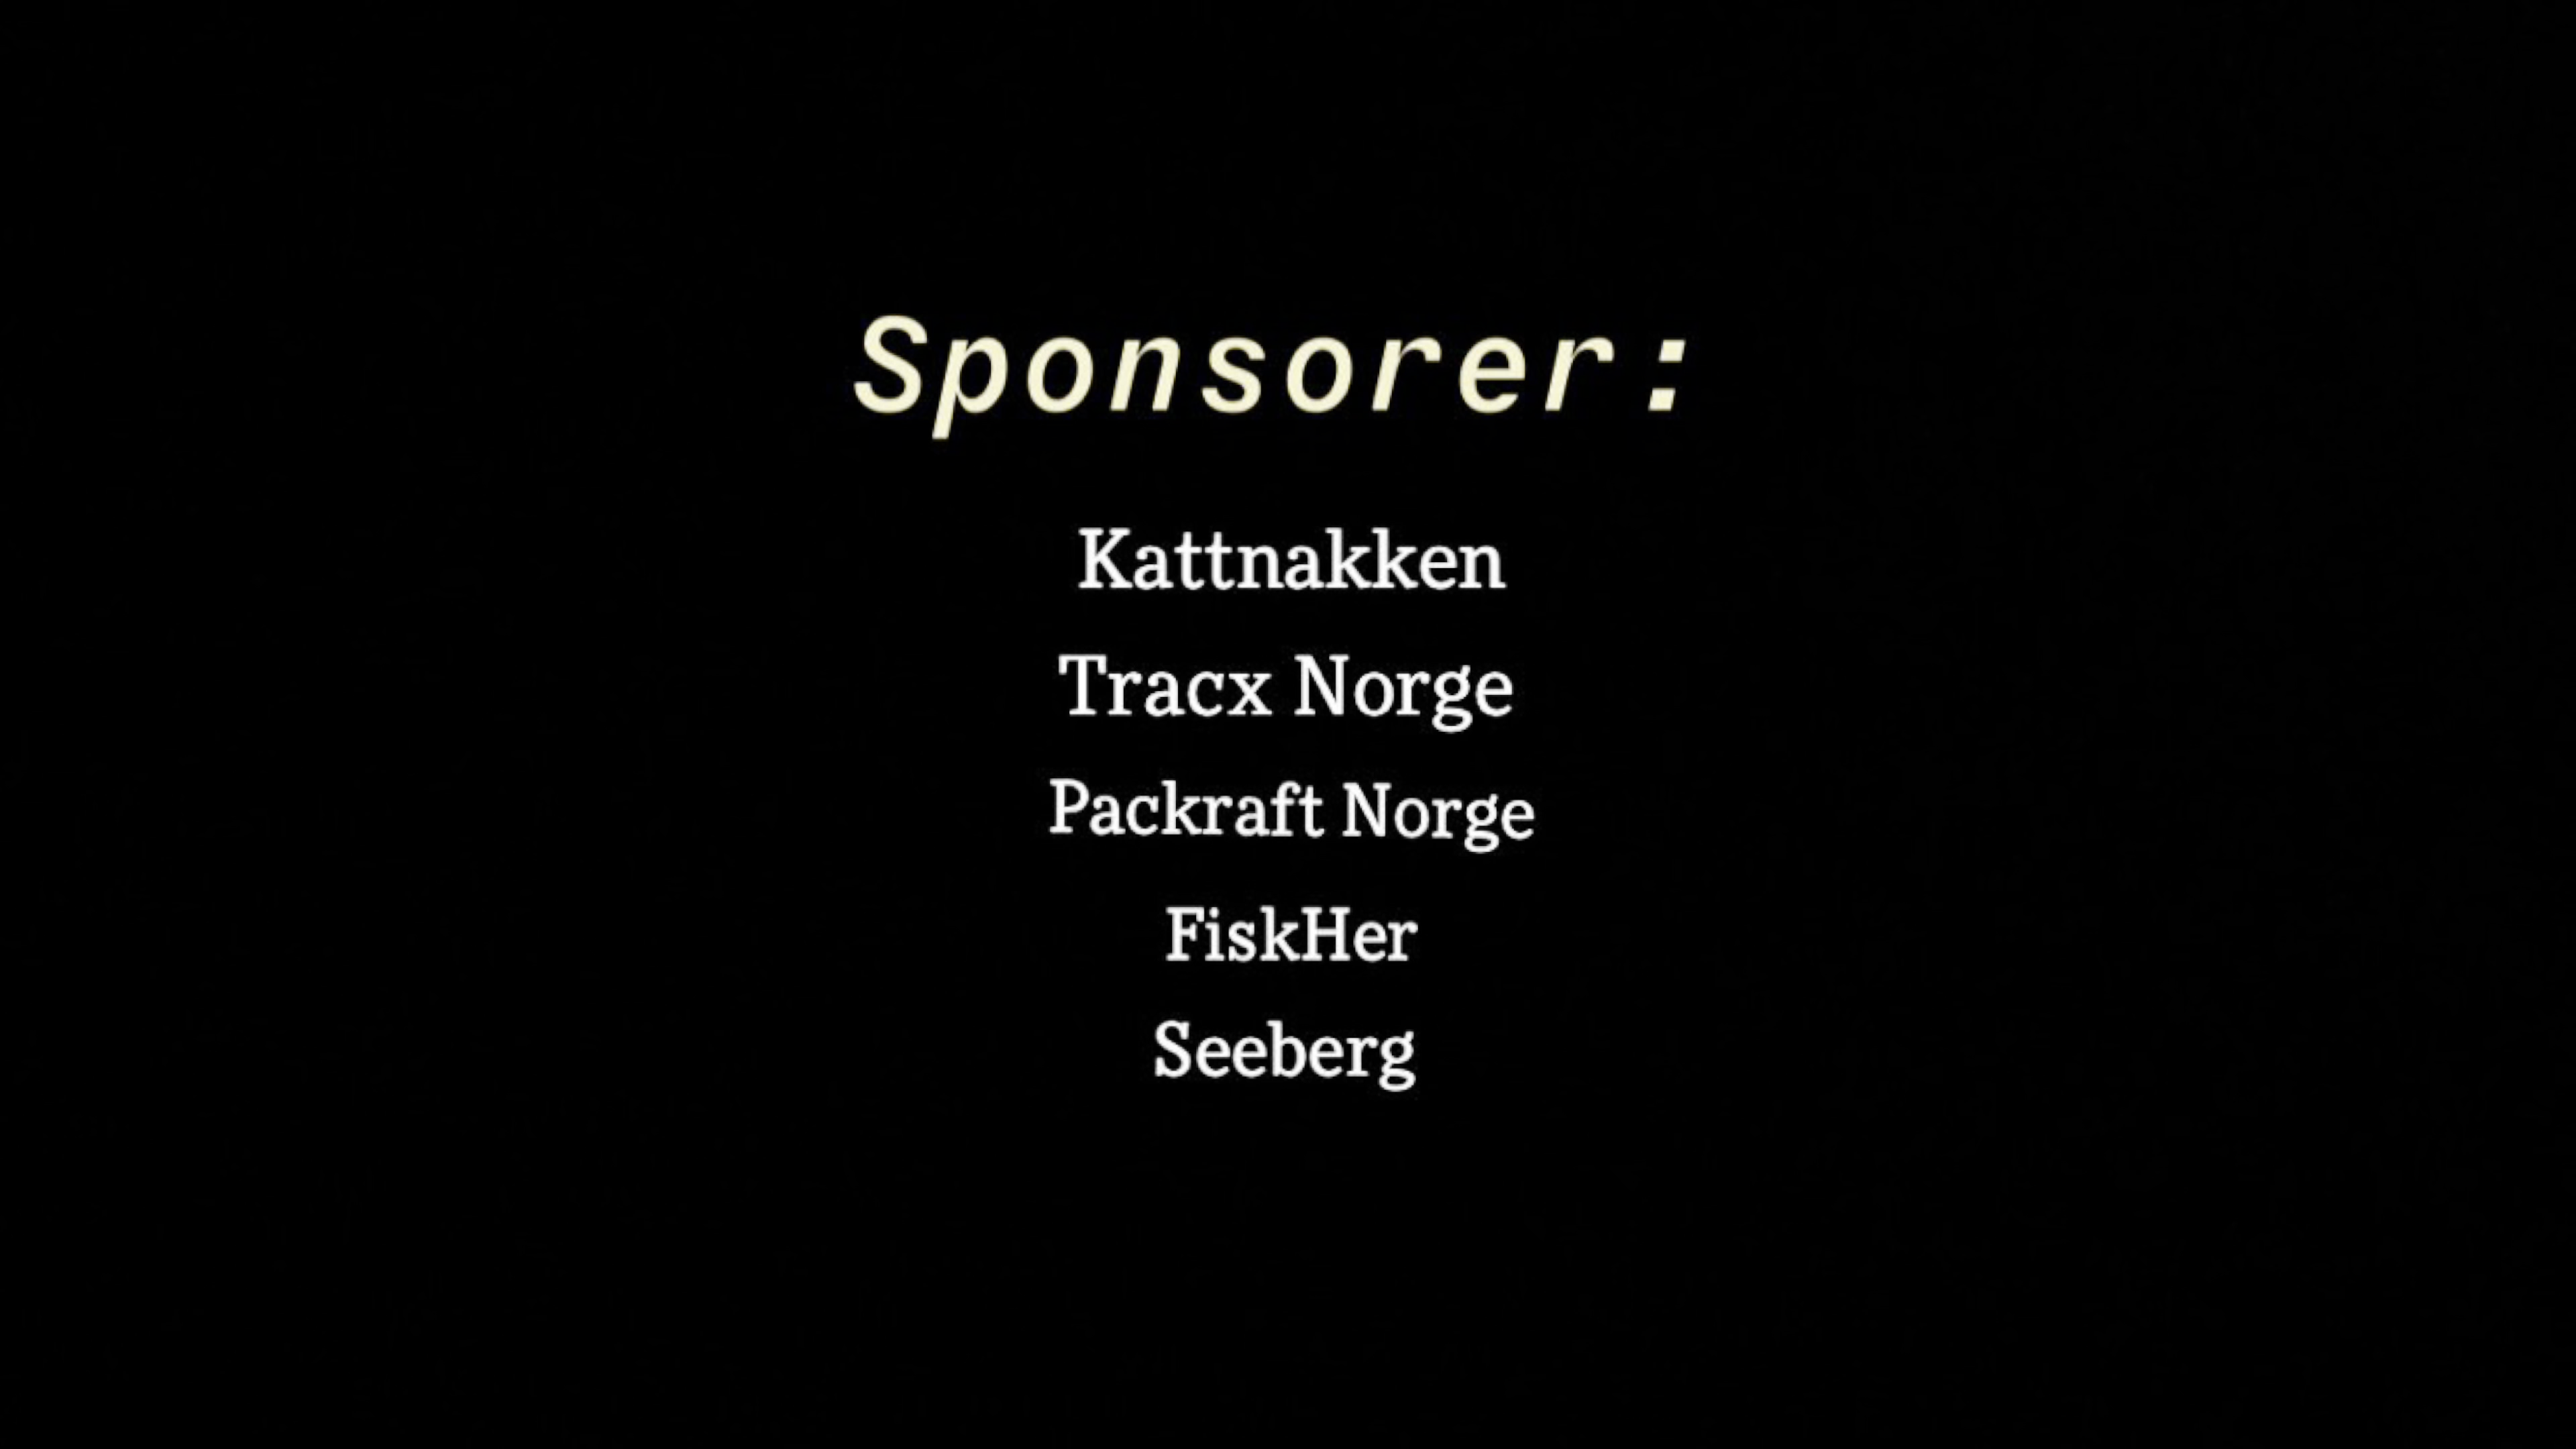 Sponsorer:
Kattnakken
Tracx Norge
Packraft Norge
FiskHer
Seeberg